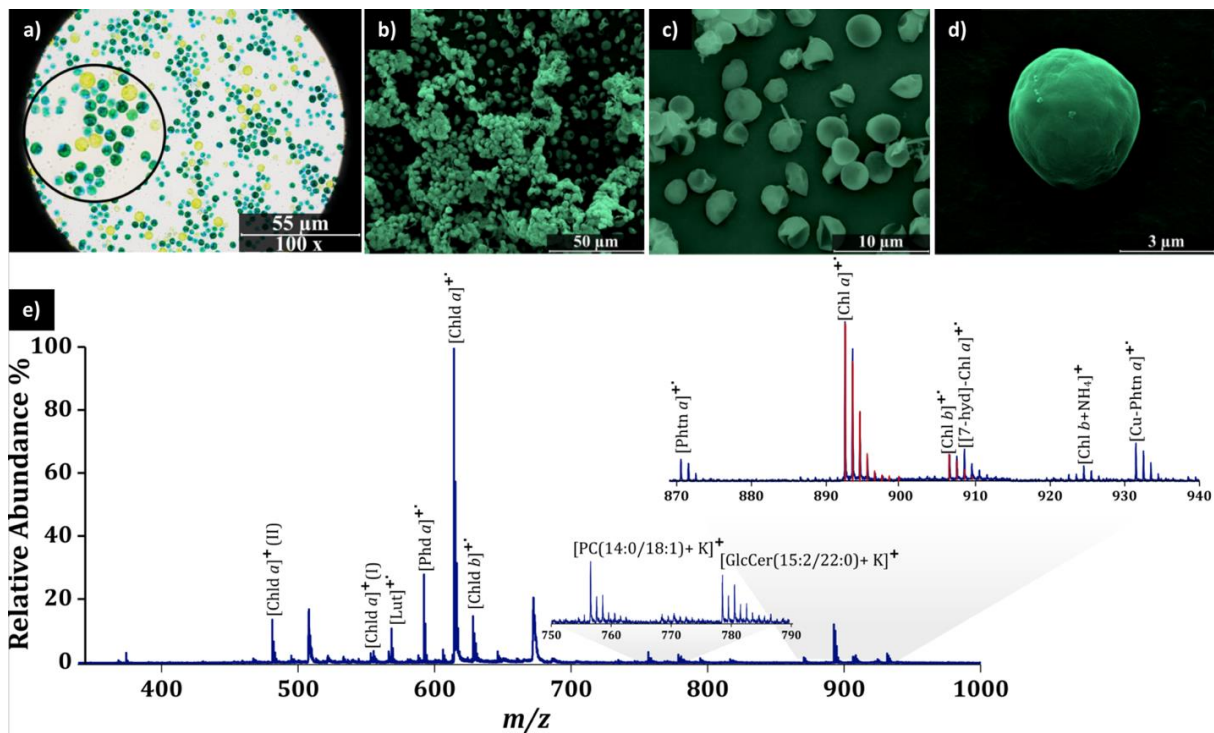 a)
b)
c)
d)
55 µm
100 x
50 µm
10 µm
3 µm
e)
Relative Abundance %
100
80
60
40
20
0
[Chld a]⁺ (II)
[Chld a]⁺ (I)
[Lut]⁺·
[Phd a]⁺·
[Chld a]⁺·
[Chld b]⁺·
[PC(14:0/18:1)+ K]⁺
[GlcCer(15:2/22:0)+ K]⁺
750 760 770 780 790
[Phtn a]⁺·
[Chl a]⁺·
[Chl b]⁺·
[[7-hyd]-Chl a]⁺·
[Chl b+NH₄]⁺
[Cu-Phtn a]⁺·
870 880 890 900 910 920 930 940
400 500 600 700 800 900 1000
m/z